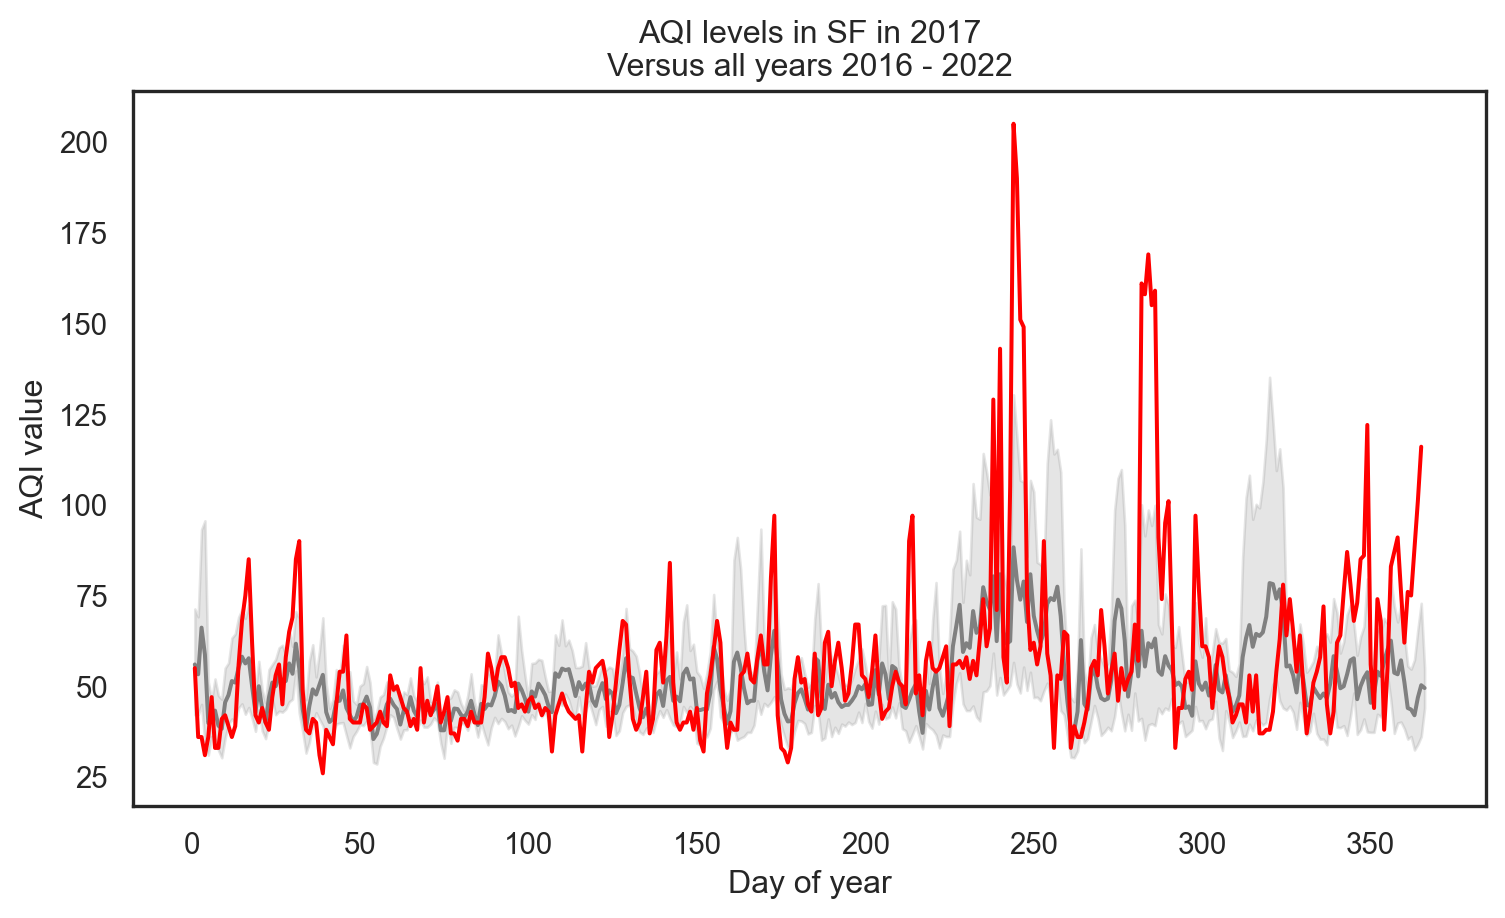 AQI levels in SF in 2017
Versus all years 2016 - 2022
AQI value
200
175
150
125
100
75
50
25
0 50 100 150 200 250 300 350
Day of year